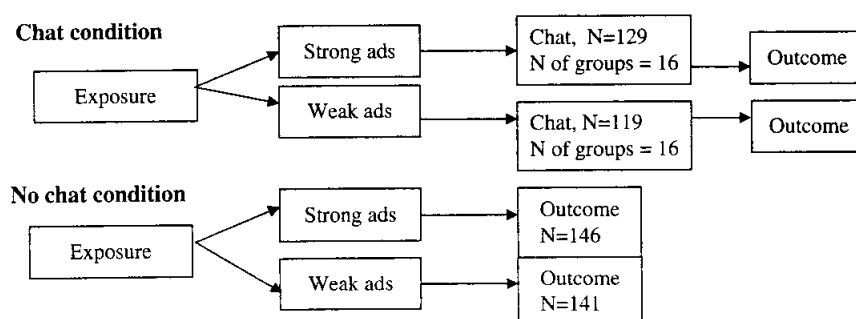 Chat condition
Exposure
Strong ads
Chat, N=129
N of groups = 16
Outcome
Weak ads
Chat, N=119
N of groups = 16
Outcome
No chat condition
Exposure
Strong ads
Outcome
N=146
Weak ads
Outcome
N=141